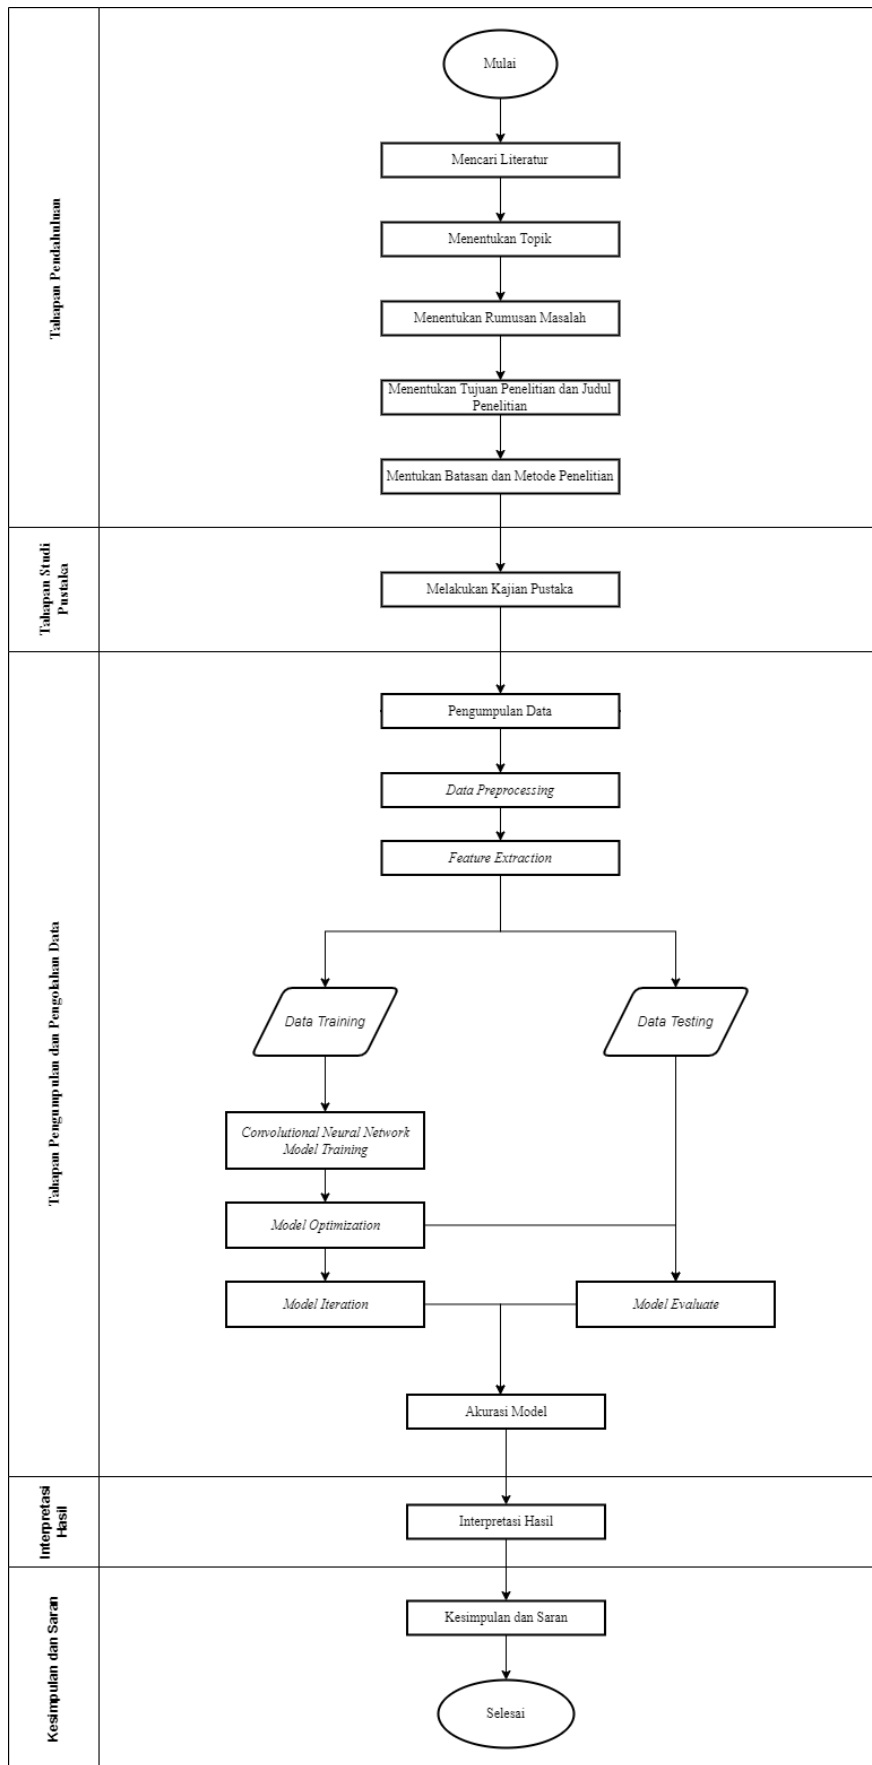 Tahapan Pendahuluan
Mulai
Mencari Literatur
Menentukan Topik
Menentukan Rumusan Masalah
Menentukan Tujuan Penelitian dan Judul
Penelitian
Mentukan Batasan dan Metode Penelitian
Tahapan Studi
Pustaka
Melakukan Kajian Pustaka
Tahapan Pengumpulan dan Pengolahan Data
Pengumpulan Data
Data Preprocessing
Feature Extraction
Data Training
Data Testing
Convolutional Neural Network
Model Training
Model Optimization
Model Iteration
Model Evaluate
Akurasi Model
Interpretasi
Hasil
Interpretasi Hasil
Kesimpulan dan Saran
Kesimpulan dan Saran
Selesai